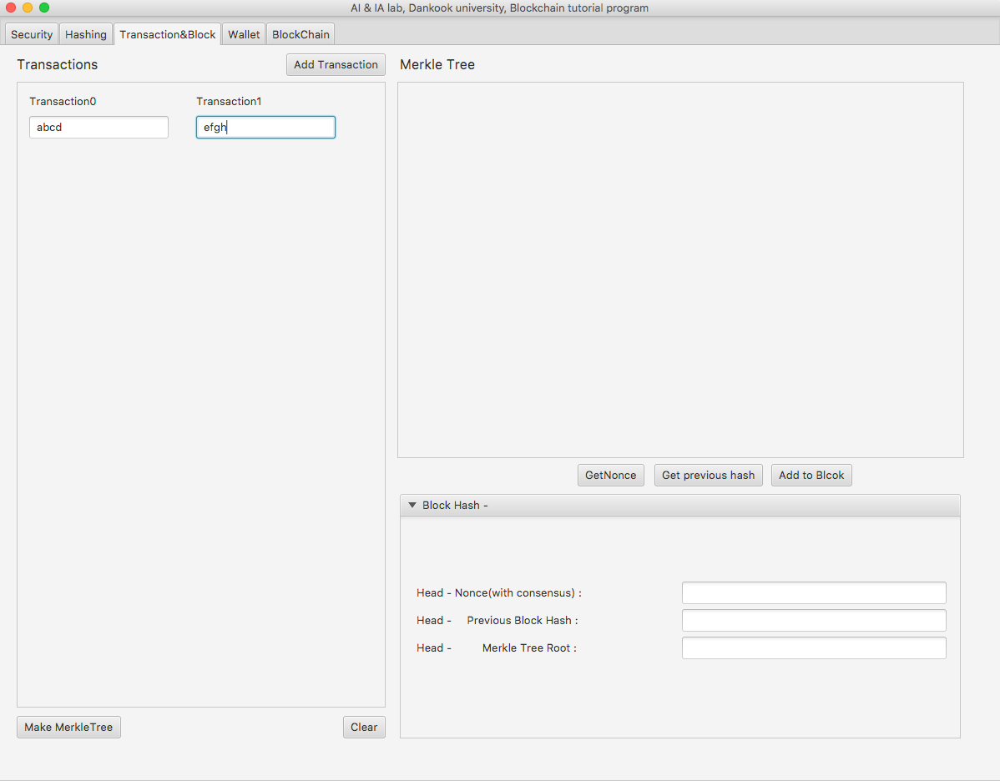 AI & IA lab, Dankook university, Blockchain tutorial program
Security Hashing Transaction&Block Wallet BlockChain
Transactions
Add Transaction
Transaction0 Transaction1
abcd efgh
Make MerkleTree Clear
Merkle Tree
GetNonce Get previous hash Add to Blcok
Block Hash -
Head - Nonce(with consensus) :
Head - Previous Block Hash :
Head - Merkle Tree Root :